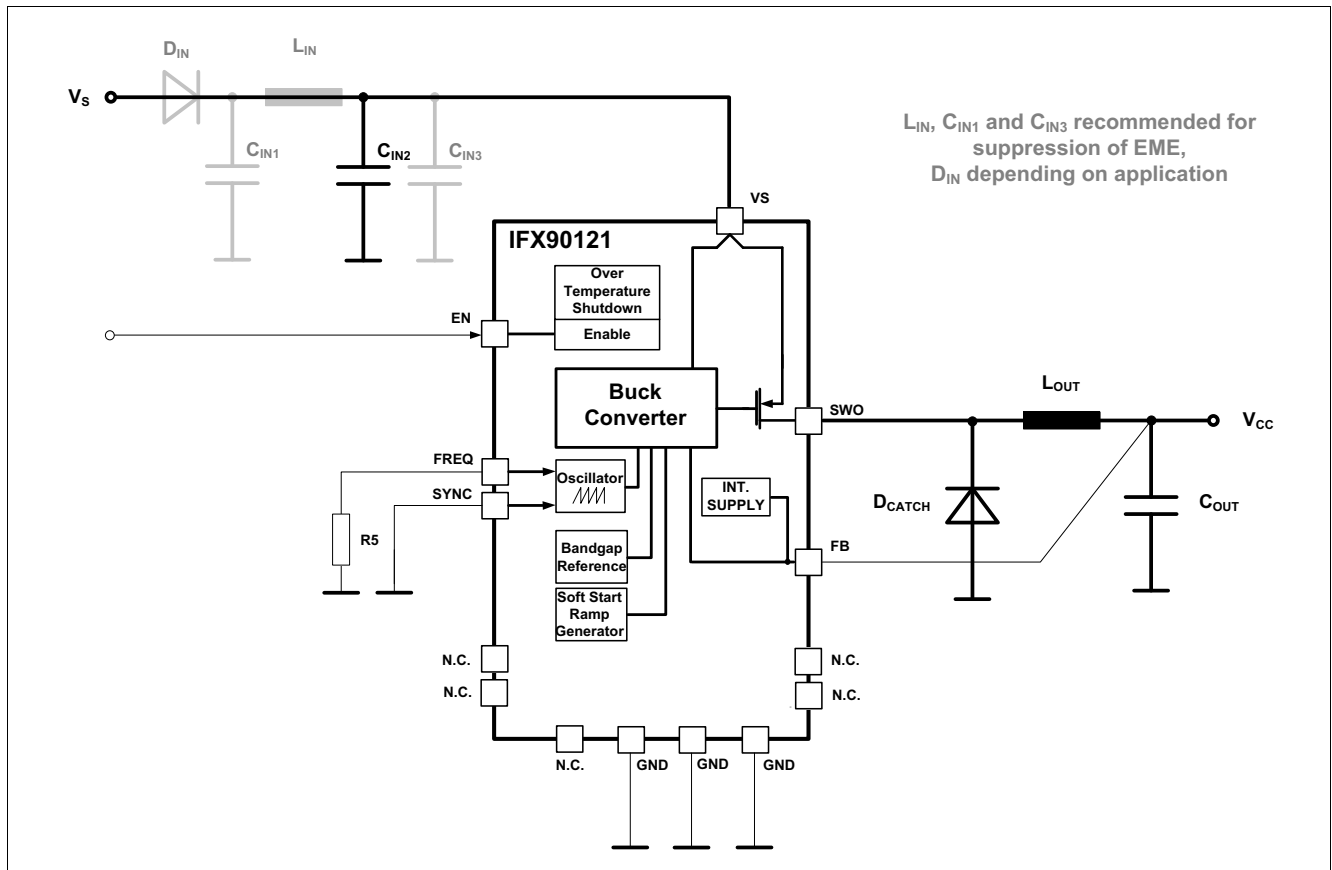 D_IN
L_IN
V_S
C_IN1
C_IN2
C_IN3
L_IN, C_IN1 and C_IN3 recommended for
suppression of EME,
D_IN depending on application
VS
IFX90121
Over
Temperature
Shutdown
EN
Enable
Buck
Converter
L_OUT
SWO
V_CC
FREQ
Oscillator
SYNC
INT.
SUPPLY
D_CATCH
C_OUT
R5
Bandgap
Reference
FB
Soft Start
Ramp
Generator
N.C.
N.C.
N.C.
N.C.
N.C.
GND
GND
GND